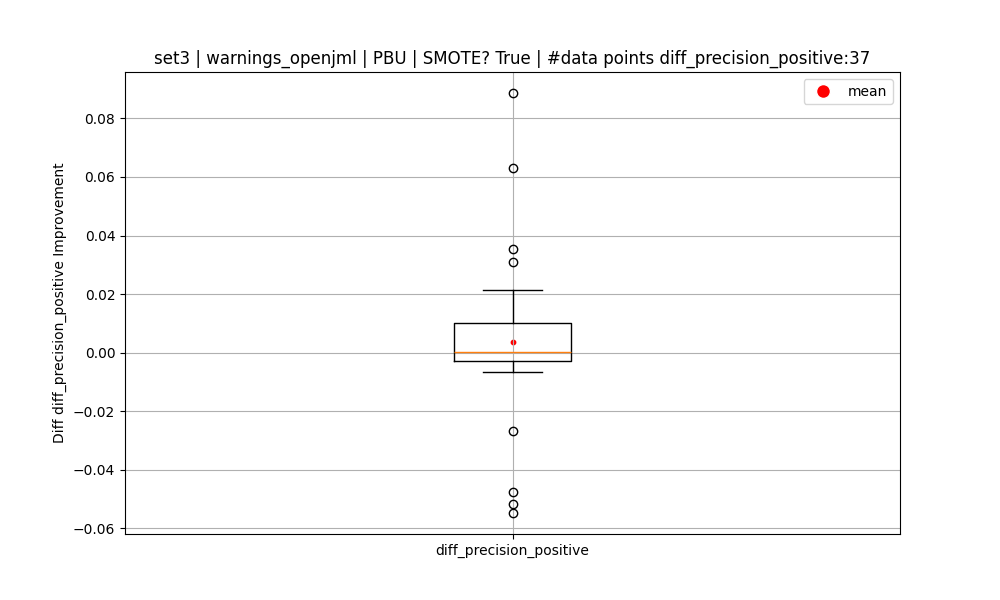 set3 | warnings_openjml | PBU | SMOTE? True | #data points diff_precision_positive:37
mean
Diff diff_precision_positive Improvement
0.08
0.06
0.04
0.02
0.00
−0.02
−0.04
−0.06
diff_precision_positive